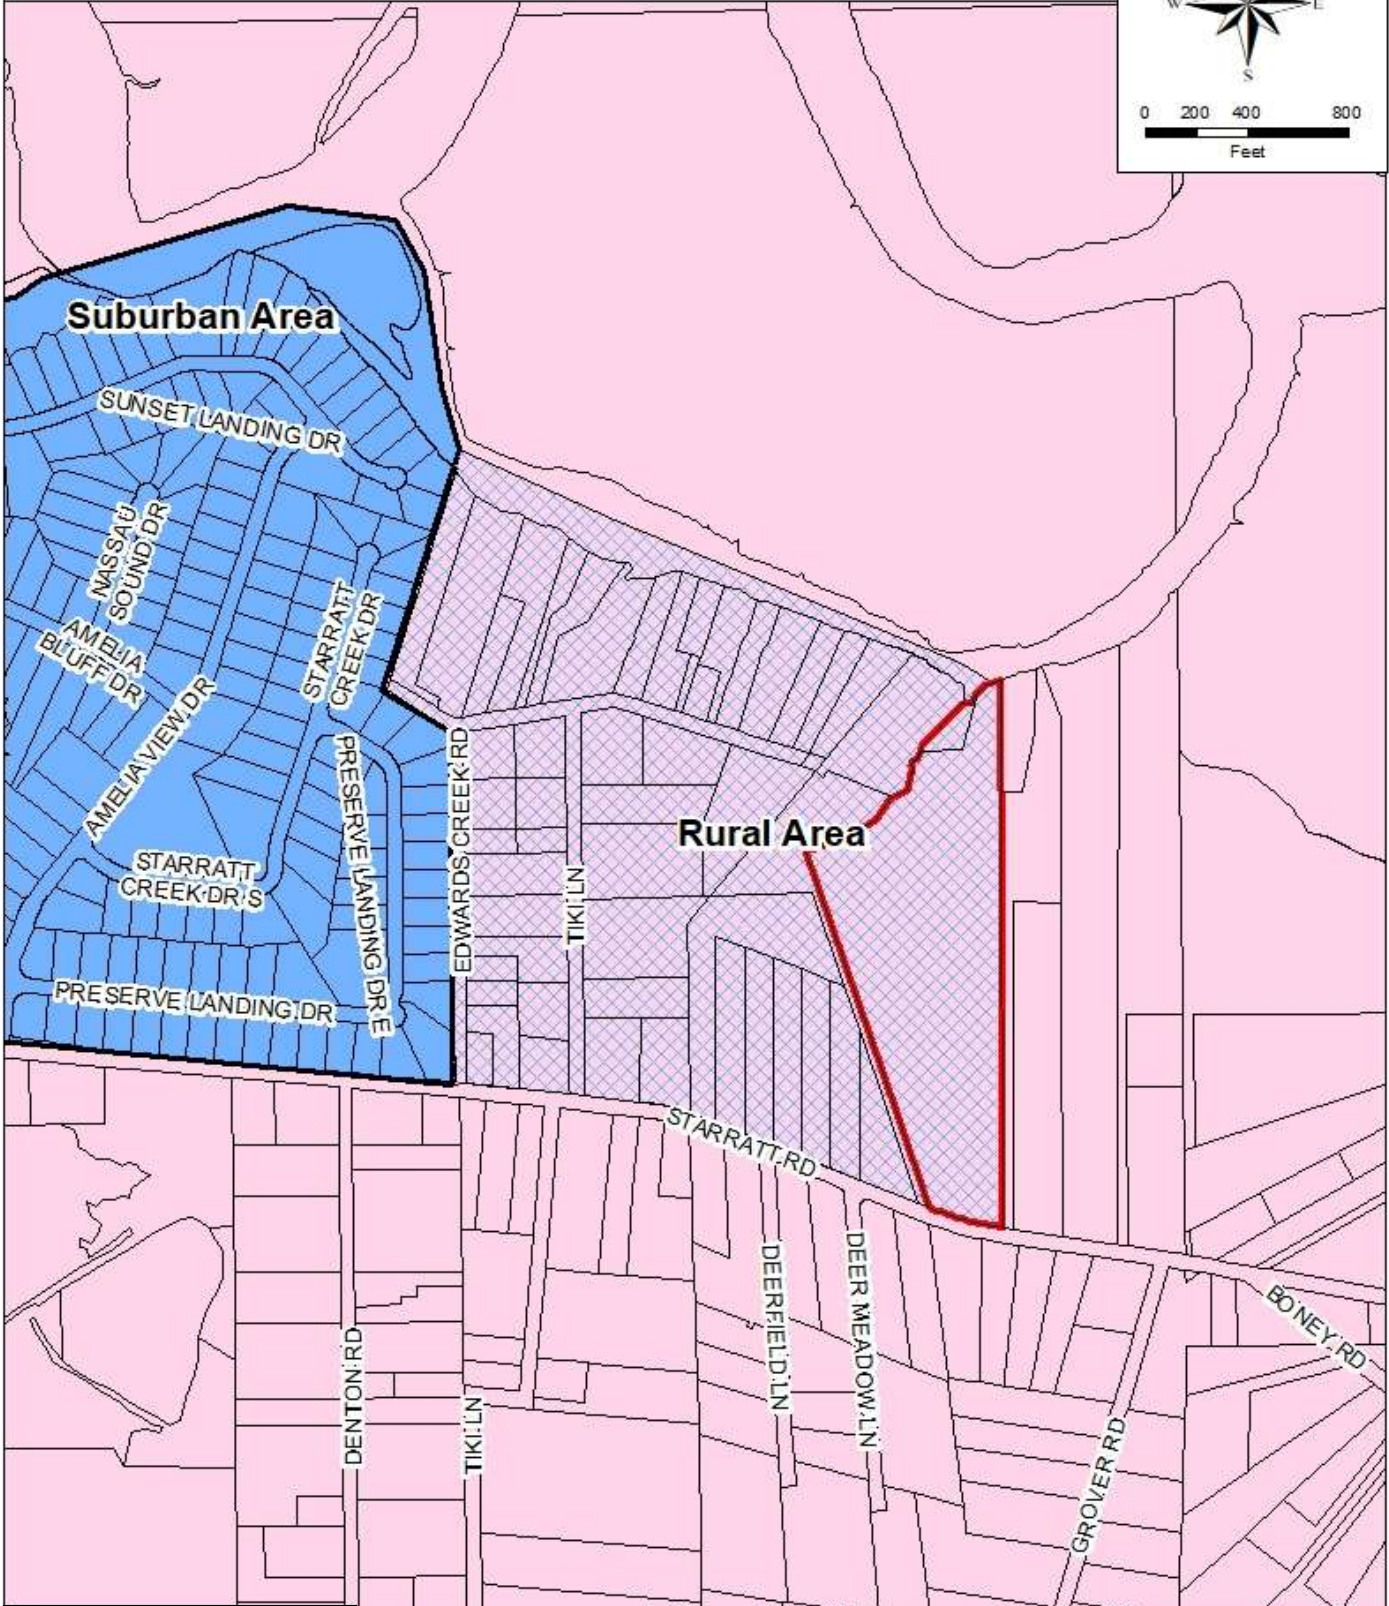 W
E
S
0 200 400 800
Feet
Suburban Area
SUNSET LANDING DR
NASSAU
SOUND DR
STARRATT
CREEK DR
AMELIA
BLUFF DR
AMELIA VIEW DR
PRESERVE LANDING DR E
EDWARDS CREEK RD
Rural Area
STARRATT
CREEK DR S
TIKI LN
PRESERVE LANDING DR
STARRATT RD
DEERFIELD LN
DEER MEADOW LN
BONEY RD
DENTON RD
TIKI LN
GROVER RD